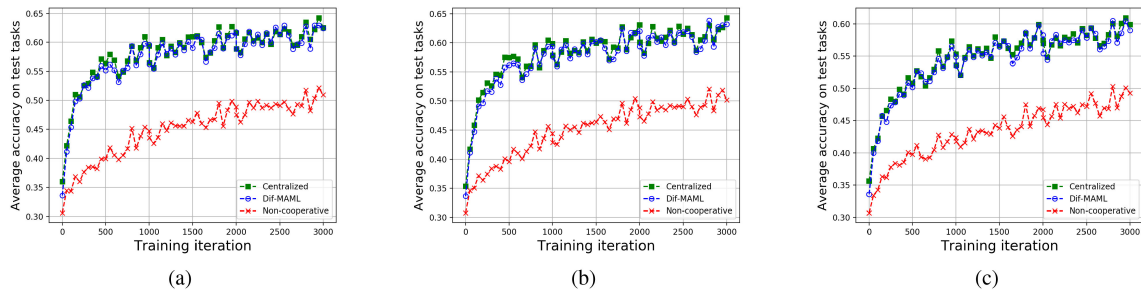 Average accuracy on test tasks
0.65
0.60
0.55
0.50
0.45
0.40
0.35
0.30
Centralized
Dif-MAML
Non-cooperative
0 500 1000 1500 2000 2500 3000
Training iteration
(a)
Average accuracy on test tasks
0.65
0.60
0.55
0.50
0.45
0.40
0.35
0.30
Centralized
Dif-MAML
Non-cooperative
0 500 1000 1500 2000 2500 3000
Training iteration
(b)
Average accuracy on test tasks
0.60
0.55
0.50
0.45
0.40
0.35
0.30
Centralized
Dif-MAML
Non-cooperative
0 500 1000 1500 2000 2500 3000
Training iteration
(c)